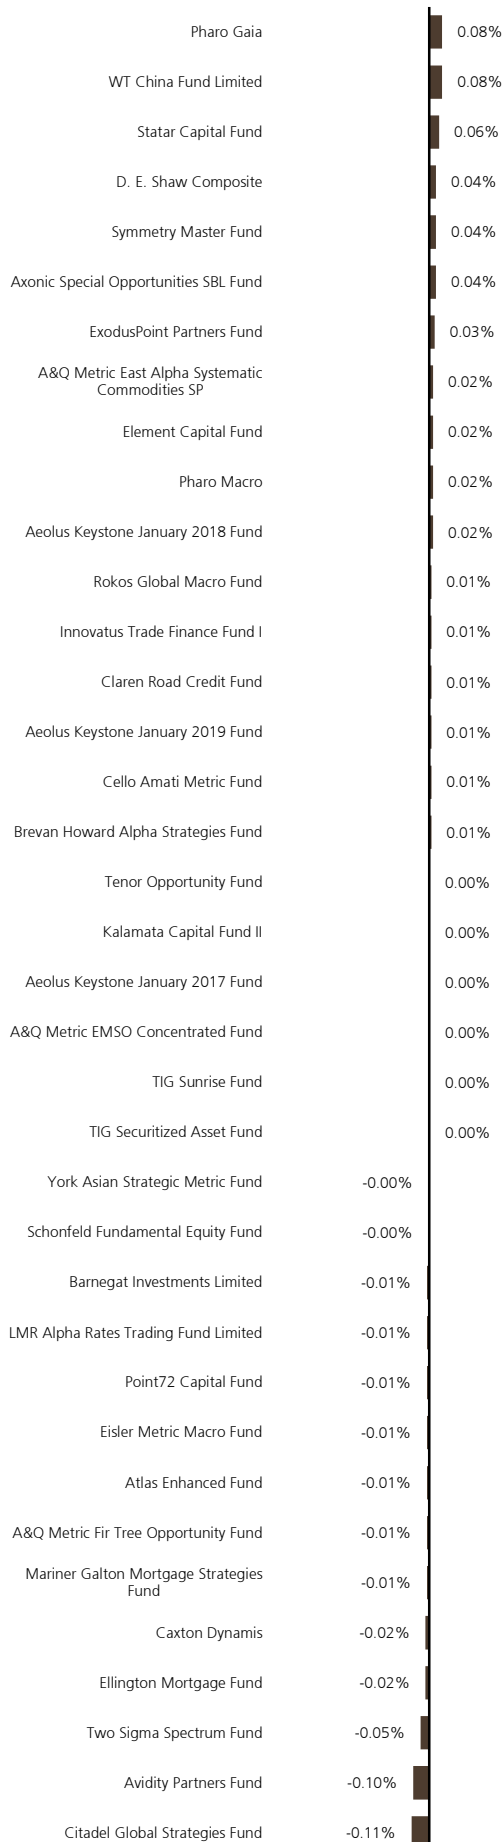 Pharo Gaia 0.08%
WT China Fund Limited 0.08%
Statar Capital Fund 0.06%
D. E. Shaw Composite 0.04%
Symmetry Master Fund 0.04%
Axonic Special Opportunities SBL Fund 0.04%
ExodusPoint Partners Fund 0.03%
A&Q Metric East Alpha Systematic
Commodities SP 0.02%
Element Capital Fund 0.02%
Pharo Macro 0.02%
Aeolus Keystone January 2018 Fund 0.02%
Rokos Global Macro Fund 0.01%
Innovatus Trade Finance Fund I 0.01%
Claren Road Credit Fund 0.01%
Aeolus Keystone January 2019 Fund 0.01%
Cello Amati Metric Fund 0.01%
Brevan Howard Alpha Strategies Fund 0.01%
Tenor Opportunity Fund 0.00%
Kalamata Capital Fund II 0.00%
Aeolus Keystone January 2017 Fund 0.00%
A&Q Metric EMSO Concentrated Fund 0.00%
TIG Sunrise Fund 0.00%
TIG Securitized Asset Fund 0.00%
York Asian Strategic Metric Fund -0.00%
Schonfeld Fundamental Equity Fund -0.00%
Barnegat Investments Limited -0.01%
LMR Alpha Rates Trading Fund Limited -0.01%
Point72 Capital Fund -0.01%
Eisler Metric Macro Fund -0.01%
Atlas Enhanced Fund -0.01%
A&Q Metric Fir Tree Opportunity Fund -0.01%
Mariner Galton Mortgage Strategies
Fund -0.01%
Caxton Dynamis -0.02%
Ellington Mortgage Fund -0.02%
Two Sigma Spectrum Fund -0.05%
Avidity Partners Fund -0.10%
Citadel Global Strategies Fund -0.11%